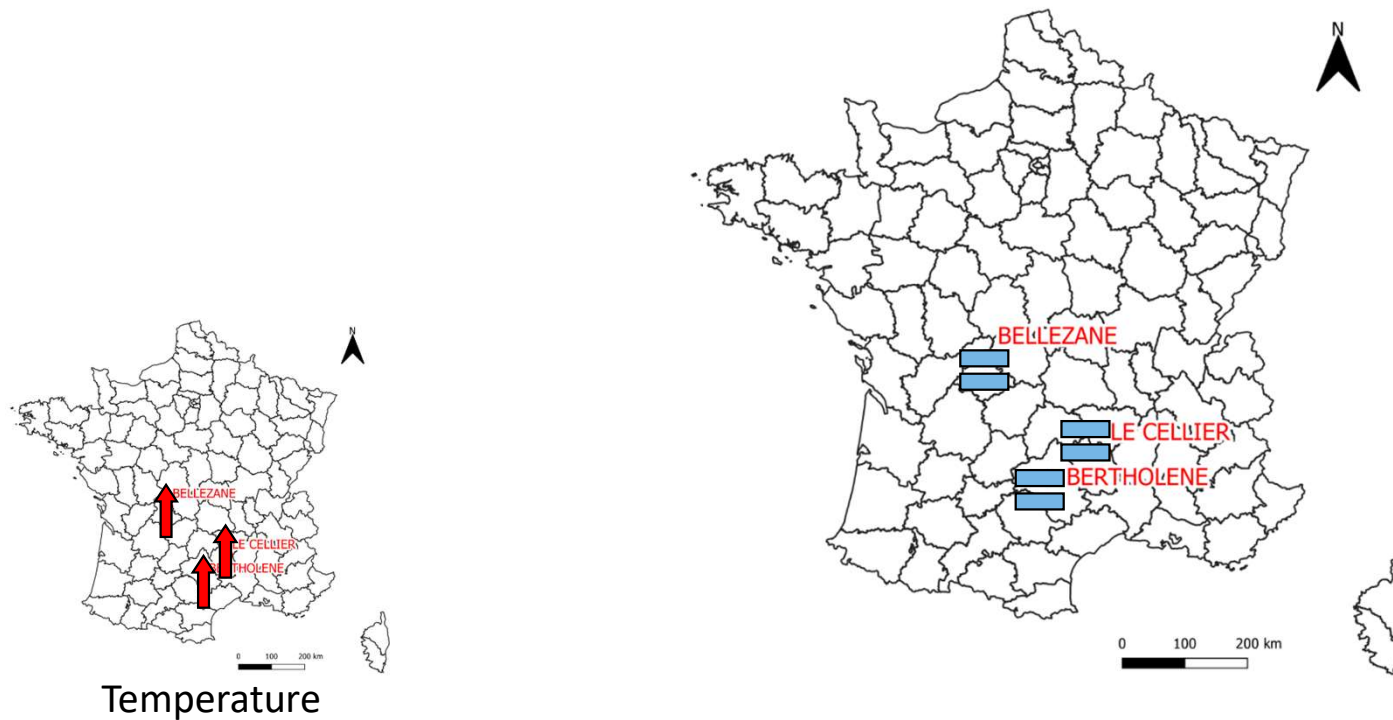 N
BELLEZANE
LE CELLIER
BERTHOLENE
0 100 200 km
Temperature
N
BELLEZANE
LE CELLIER
BERTHOLENE
0 100 200 km